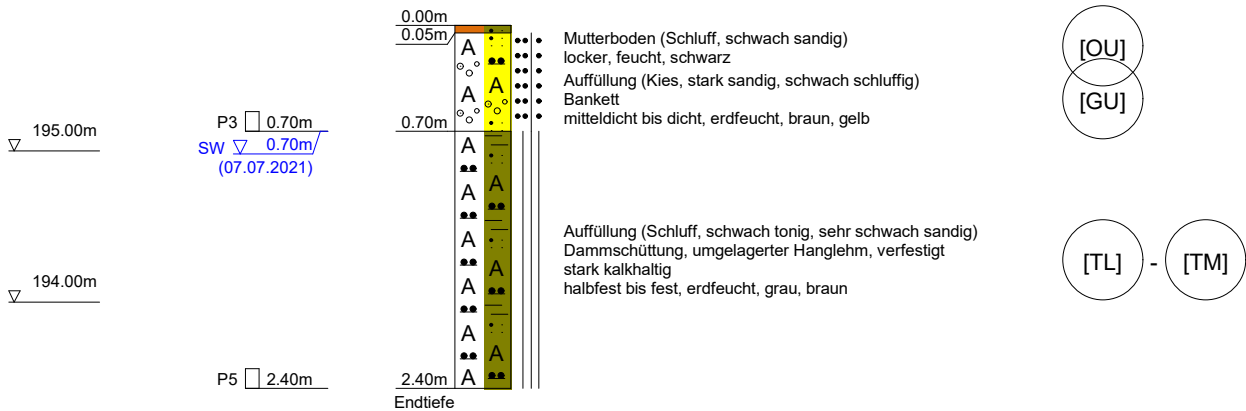 0.00m
0.05m
Mutterboden (Schluff, schwach sandig)
locker, feucht, schwarz
[OU]
Auffüllung (Kies, stark sandig, schwach schluffig)
Bankett
mitteldicht bis dicht, erdfeucht, braun, gelb
[GU]
A
A
A
195.00m
P3 0.70m
0.70m
SW 0.70m
(07.07.2021)
A
A
A
A
A
A
A
A
A
Auffüllung (Schluff, schwach tonig, sehr schwach sandig)
Dammschüttung, umgelagerter Hanglehm, verfestigt
stark kalkhaltig
halbfest bis fest, erdfeucht, grau, braun
[TL] - [TM]
194.00m
P5 2.40m
2.40m
Endtiefe